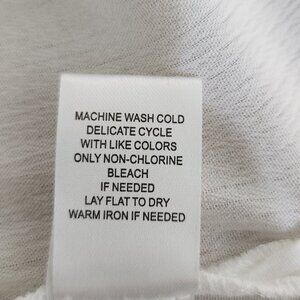 MACHINE WASH COLD
DELICATE CYCLE
WITH LIKE COLORS
ONLY NON-CHLORINE
BLEACH
IF NEEDED
LAY FLAT TO DRY
WARM IRON IF NEEDED